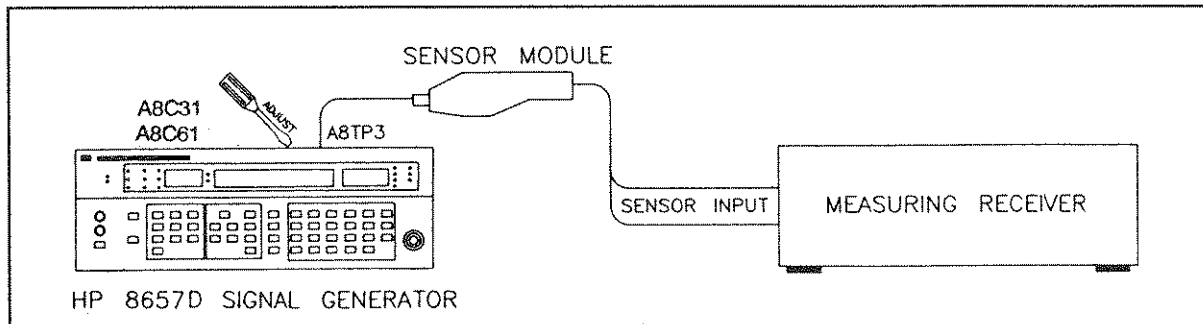 SENSOR MODULE
A8C31
A8C61
ADJUST
A8TP3
SENSOR INPUT
MEASURING RECEIVER
HP 8657D SIGNAL GENERATOR